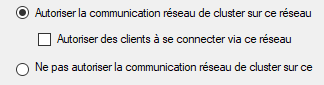 Autoriser la communication réseau de cluster sur ce réseau
Autoriser des clients à se connecter via ce réseau
Ne pas autoriser la communication réseau de cluster sur ce